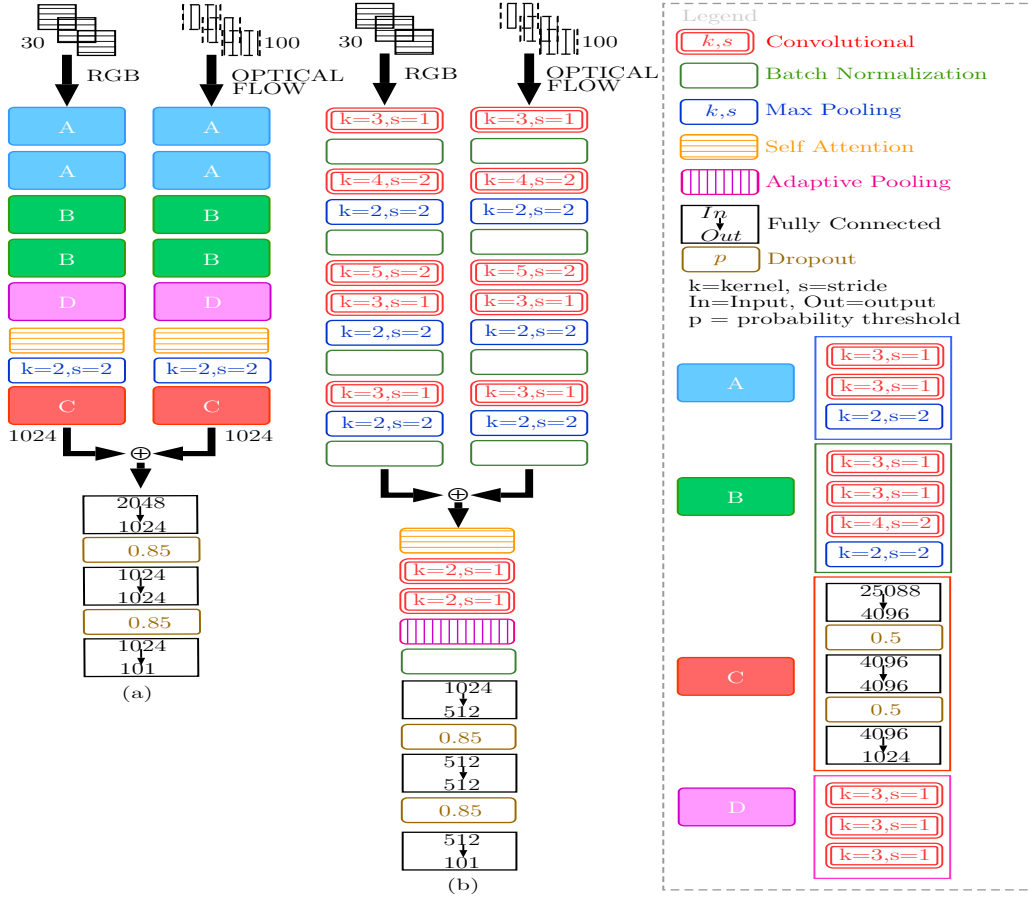 30
RGB
100
OPTICAL
FLOW
A
A
A
A
B
B
B
B
D
D
k=2,s=2
k=2,s=2
C
C
1024
1024
⊕
2048
1024
0.85
1024
1024
0.85
1024
101
(a)
30
RGB
100
OPTICAL
FLOW
k=3,s=1
k=3,s=1
k=4,s=2
k=4,s=2
k=2,s=2
k=2,s=2
k=5,s=2
k=5,s=2
k=3,s=1
k=3,s=1
k=2,s=2
k=2,s=2
k=3,s=1
k=3,s=1
k=2,s=2
k=2,s=2
⊕
k=2,s=1
k=2,s=1
1024
512
0.85
512
512
0.85
512
101
(b)
Legend
k,s Convolutional
Batch Normalization
k,s Max Pooling
Self Attention
Adaptive Pooling
In
Out
Fully Connected
p Dropout
k=kernel, s=stride
In=Input, Out=output
p = probability threshold
A
k=3,s=1
k=3,s=1
k=2,s=2
B
k=3,s=1
k=3,s=1
k=4,s=2
k=2,s=2
C
25088
4096
0.5
4096
4096
0.5
4096
1024
D
k=3,s=1
k=3,s=1
k=3,s=1